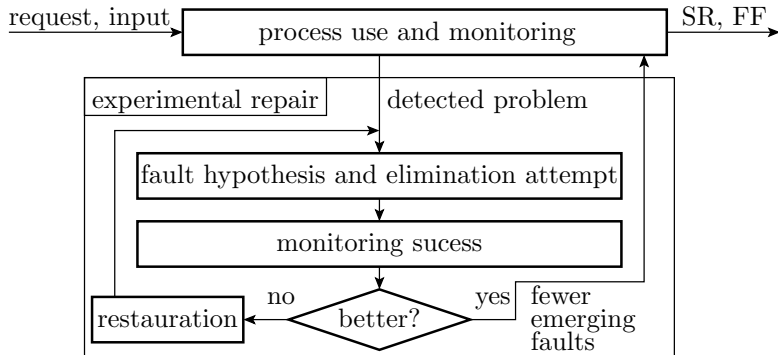 request, input
process use and monitoring
SR, FF
experimental repair
detected problem
fault hypothesis and elimination attempt
monitoring sucess
no
better?
yes
fewer
emerging
faults
restauration